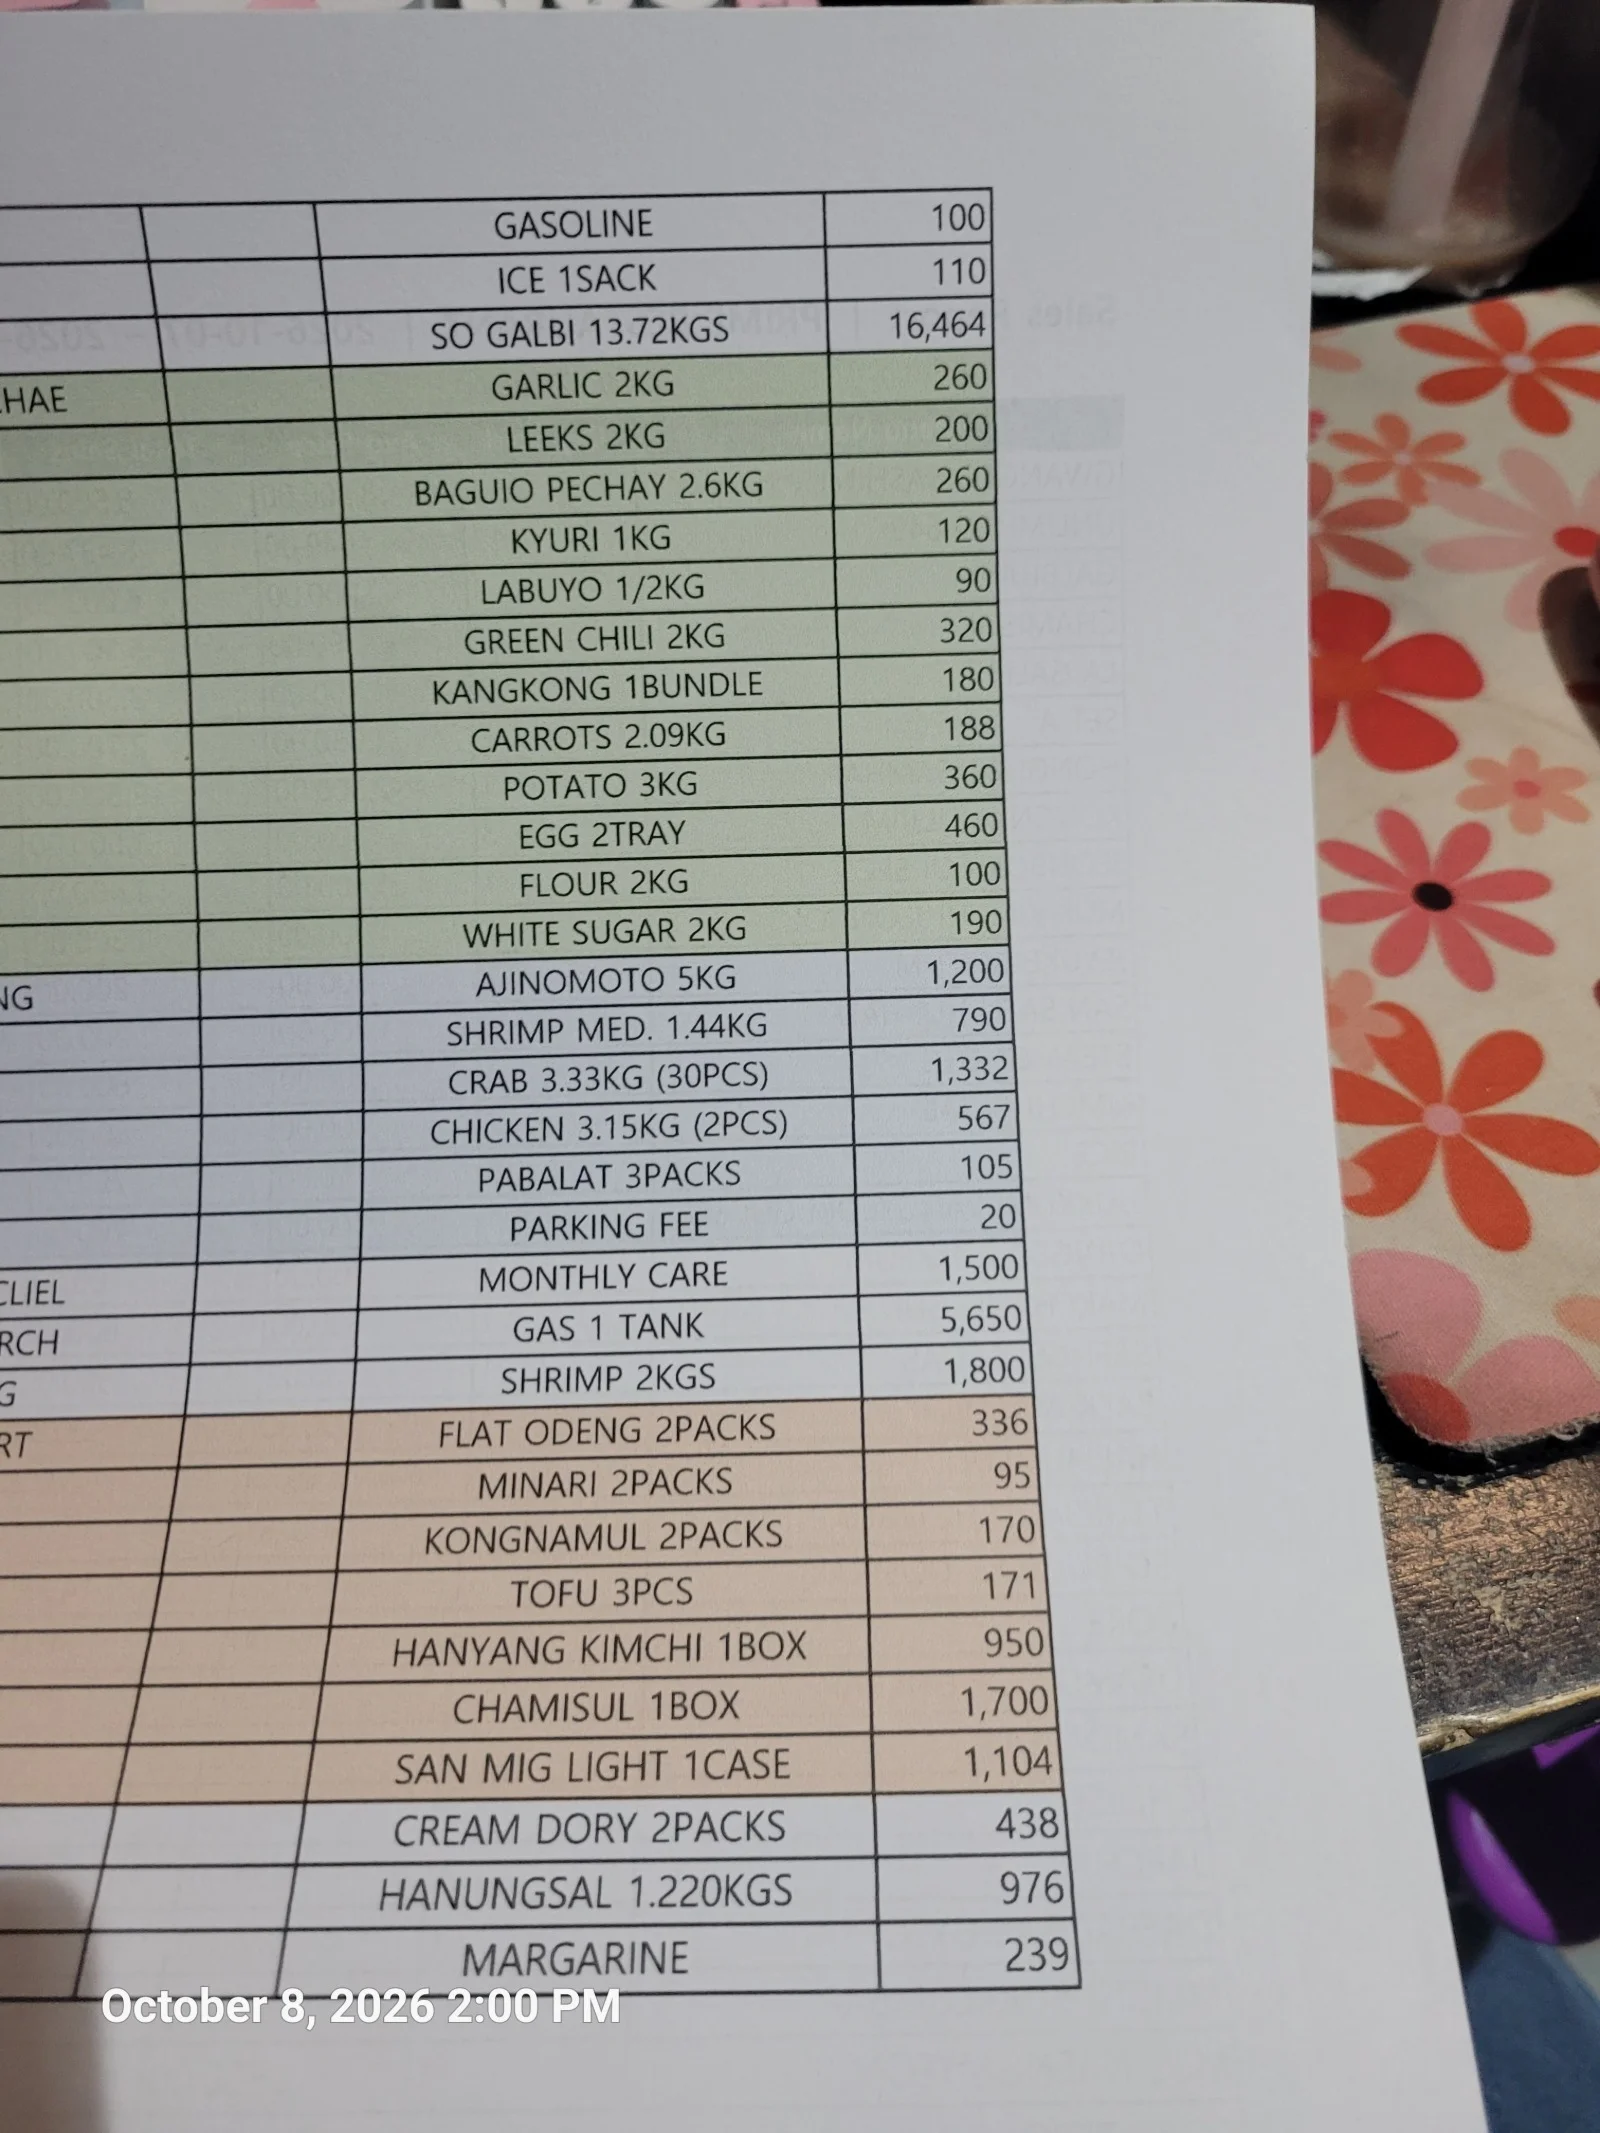 GASOLINE 100
ICE 1SACK 110
SO GALBI 13.72KGS 16,464
HAE GARLIC 2KG 260
LEEKS 2KG 200
BAGUIO PECHAY 2.6KG 260
KYURI 1KG 120
LABUYO 1/2KG 90
GREEN CHILI 2KG 320
KANGKONG 1BUNDLE 180
CARROTS 2.09KG 188
POTATO 3KG 360
EGG 2TRAY 460
FLOUR 2KG 100
WHITE SUGAR 2KG 190
NG AJINOMOTO 5KG 1,200
SHRIMP MED. 1.44KG 790
CRAB 3.33KG (30PCS) 1,332
CHICKEN 3.15KG (2PCS) 567
PABALAT 3PACKS 105
PARKING FEE 20
CLIEL MONTHLY CARE 1,500
RCH GAS 1 TANK 5,650
G SHRIMP 2KGS 1,800
RT FLAT ODENG 2PACKS 336
MINARI 2PACKS 95
KONGNAMUL 2PACKS 170
TOFU 3PCS 171
HANYANG KIMCHI 1BOX 950
CHAMISUL 1BOX 1,700
SAN MIG LIGHT 1CASE 1,104
CREAM DORY 2PACKS 438
HANUNGSAL 1.220KGS 976
MARGARINE 239
October 8, 2026 2:00 PM